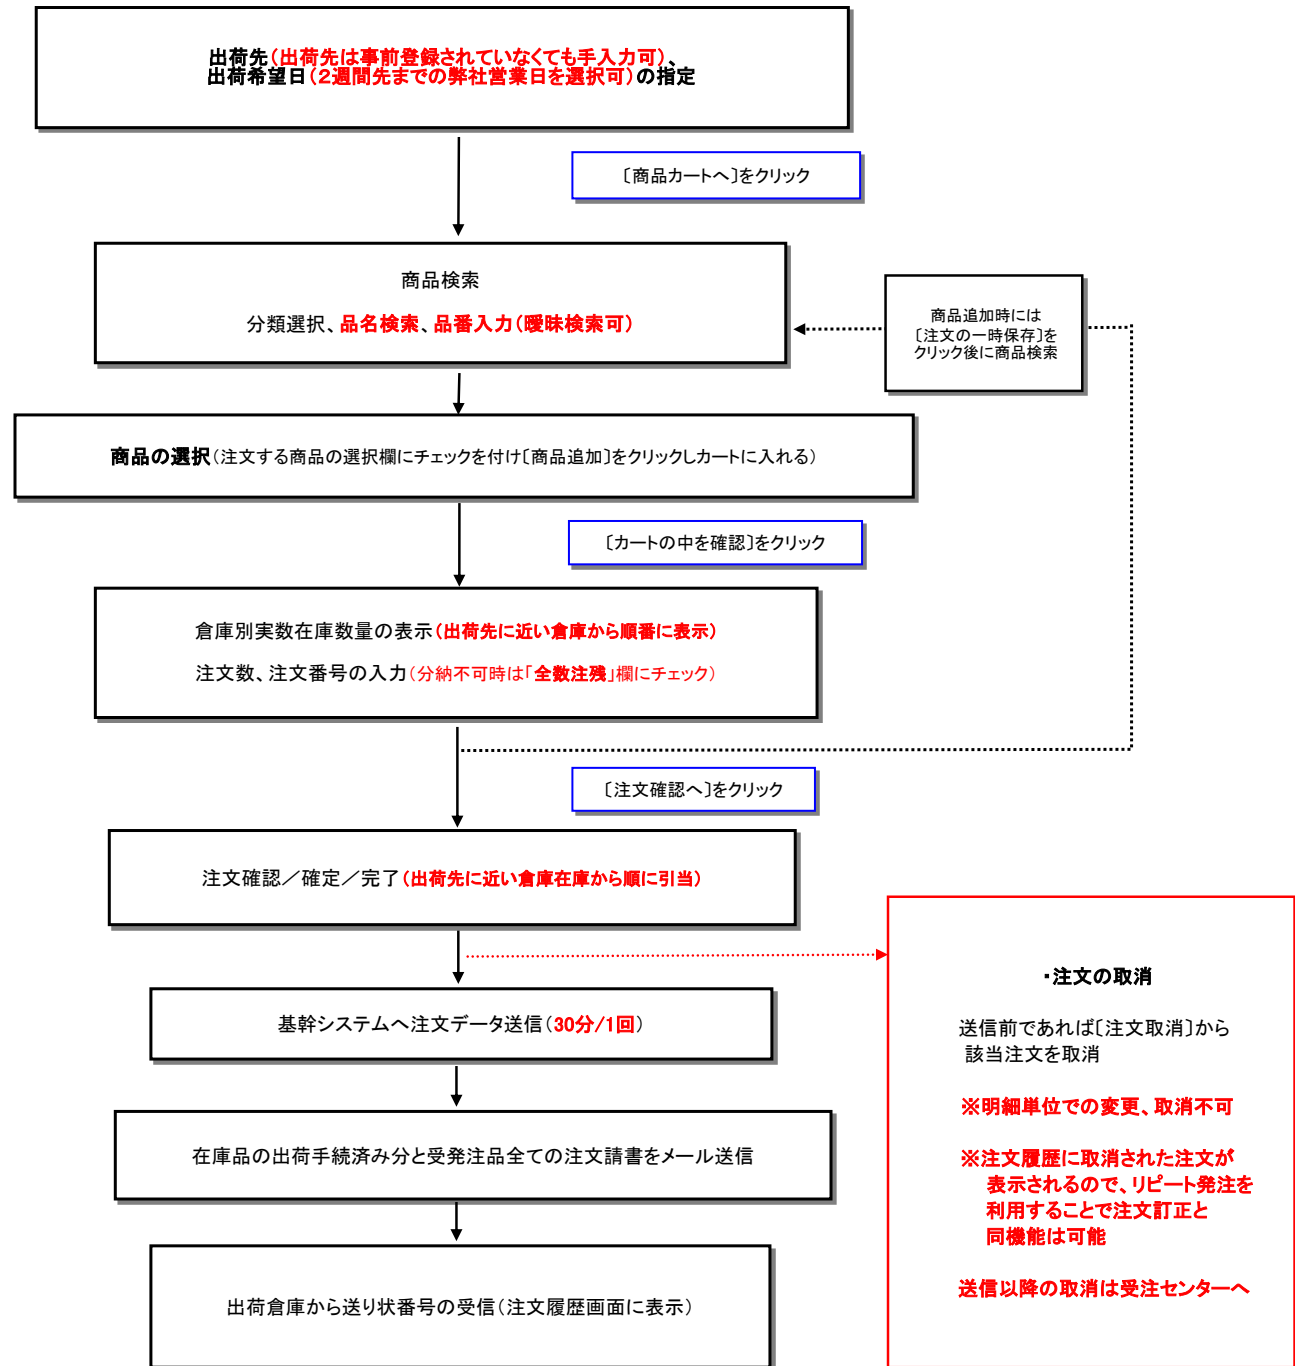 出荷先(出荷先は事前登録されていなくても手入力可)、
出荷希望日(2週間先までの弊社営業日を選択可)の指定
〔商品カートへ〕をクリック
商品検索
分類選択、品名検索、品番入力(曖昧検索可)
商品追加時には
〔注文の一時保存〕を
クリック後に商品検索
商品の選択(注文する商品の選択欄にチェックを付け〔商品追加〕をクリックしカートに入れる)
〔カートの中を確認〕をクリック
倉庫別実数在庫数量の表示(出荷先に近い倉庫から順番に表示)
注文数、注文番号の入力(分納不可時は「全数注残」欄にチェック)
〔注文確認へ〕をクリック
注文確認／確定／完了(出荷先に近い倉庫在庫から順に引当)
基幹システムへ注文データ送信(30分/1回)
在庫品の出荷手続済み分と受発注品全ての注文請書をメール送信
出荷倉庫から送り状番号の受信(注文履歴画面に表示)
・注文の取消
送信前であれば〔注文取消〕から
該当注文を取消
※明細単位での変更、取消不可
※注文履歴に取消された注文が
表示されるので、リピート発注を
利用することで注文訂正と
同機能は可能
送信以降の取消は受注センターへ